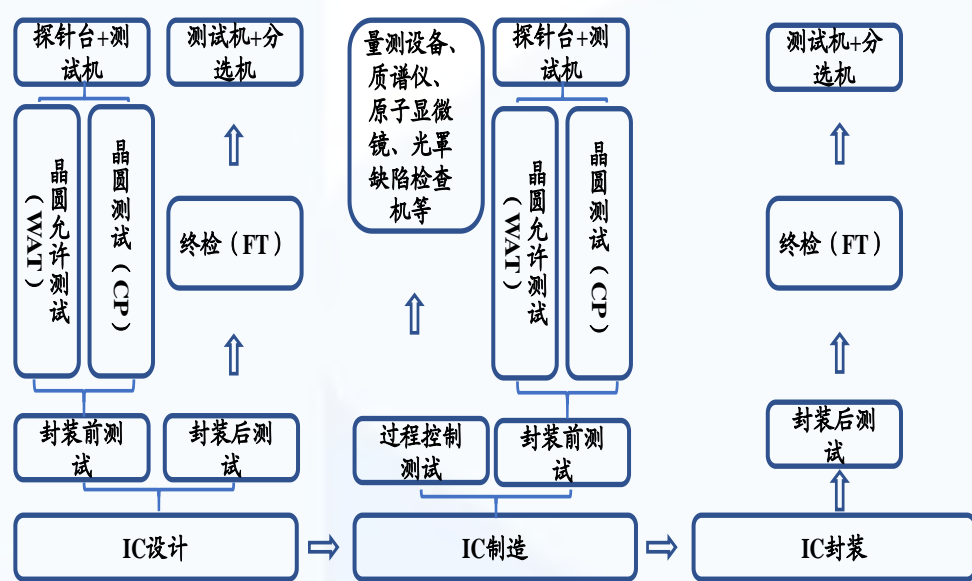 探针台+测
试机
测试机+分
选机
量测设备、
质谱仪、
原子显微
镜、光罩
缺陷检查
机等
探针台+测
试机
测试机+分
选机
晶圆允许测试
（WAT）
晶圆测试（CP）
终检（FT）
晶圆允许测试
（WAT）
晶圆测试（CP）
终检（FT）
封装前测
试
封装后测
试
过程控制
测试
封装前测
试
封装后测
试
IC设计
IC制造
IC封装